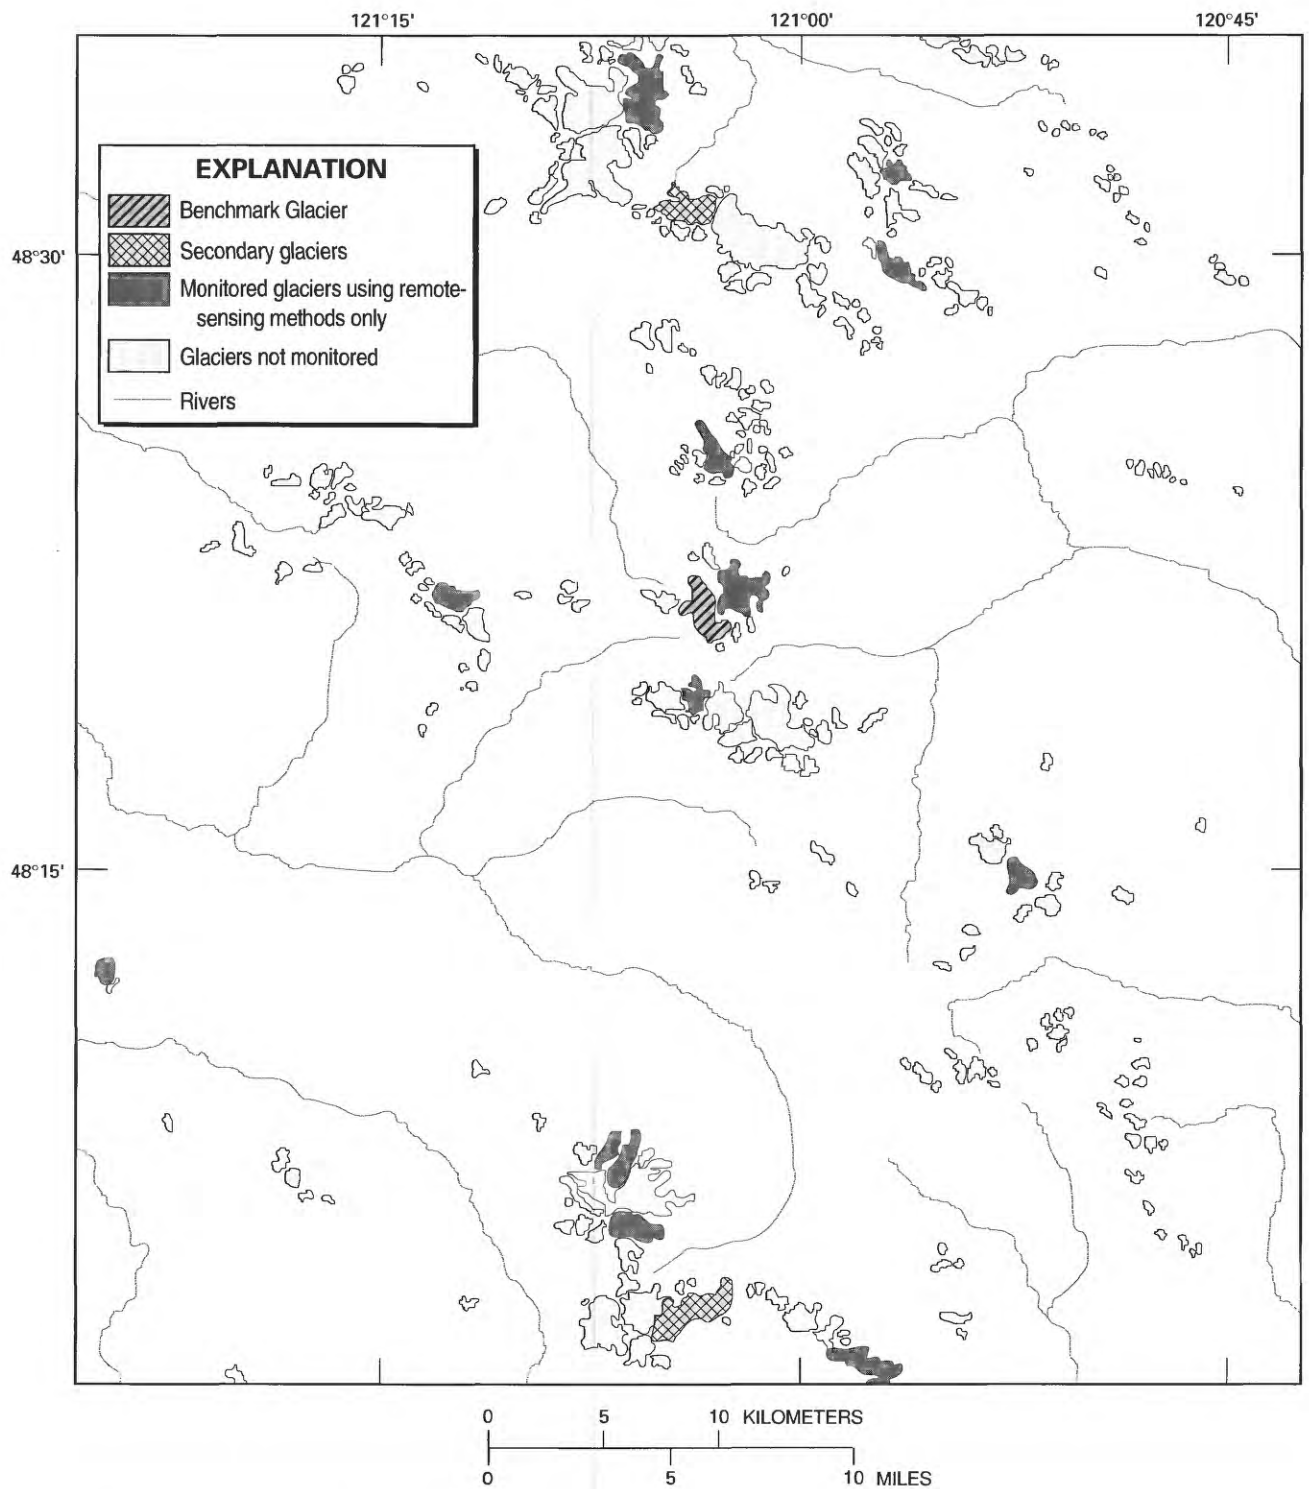 121°15' 121°00' 120°45'
EXPLANATION
Benchmark Glacier
Secondary glaciers
Monitored glaciers using remote-
sensing methods only
Glaciers not monitored
Rivers
48°30'
48°15'
0 5 10 KILOMETERS
0 5 10 MILES